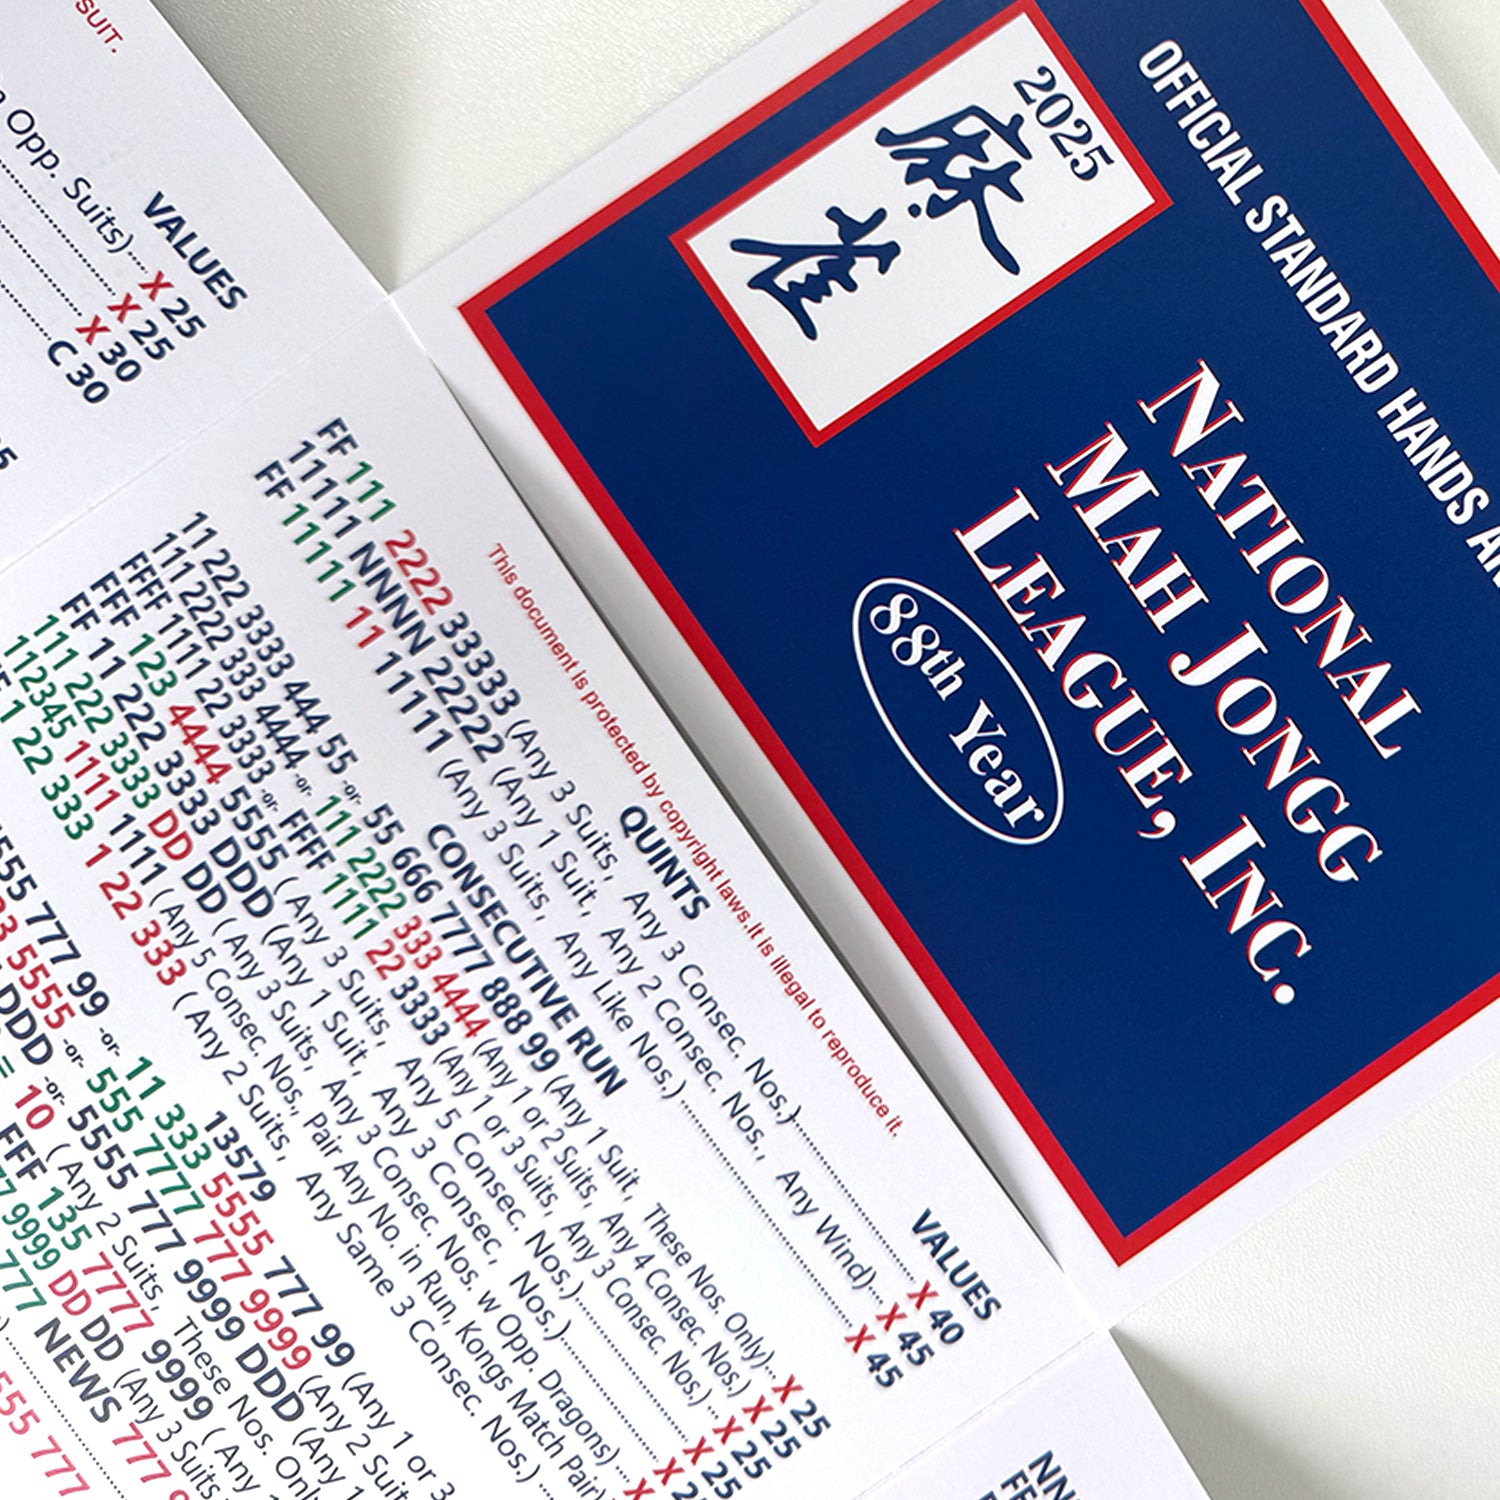 SUIT.
Opp. Suits)
VALUES
X 25
X 25
X 30
C 30
2025
麻雀
OFFICIAL STANDARD HANDS
NATIONAL
MAH JONGG
LEAGUE, INC.
88th Year
This document is protected by copyright laws.It is illegal to reproduce it.
QUINTS
VALUES
FF 111 2222 33333 (Any 3 Suits, Any 3 Consec. Nos.) X 40
11111 NNNN 22222 (Any 1 Suit, Any 2 Consec. Nos., Any Wind) X 45
FF 11111 11 11111 (Any 3 Suits, Any Like Nos.) X 45
CONSECUTIVE RUN
11 222 3333 444 55 -or- 55 666 7777 888 99 (Any 1 Suit, These Nos. Only) X 25
111 2222 333 4444 -or- 111 2222 333 4444 (Any 1 or 2 Suits, Any 4 Consec. Nos.) X 25
FFFF 1111 22 3333 -or- FFFF 1111 22 3333 (Any 1 or 3 Suits, Any 3 Consec. Nos.) X 25
FFF 123 4444 5555 (Any 3 Suits, Any 5 Consec. Nos.)
FF 11 222 3333 DDD (Any 1 Suit, Any 3 Consec, Nos.)
111 222 3333 DD DD (Any 3 Suits, Any 3 Consec. Nos. w Opp. Dragons)
112345 1111 1111 (Any 5 Consec. Nos., Pair Any No. in Run, Kongs Match Pair)
1 22 333 1 22 333 (Any 2 Suits, Any Same 3 Consec. Nos.)
13579
555 777 99 -or- 11 333 5555 777 99 (Any 1 or 3
5555 -or- 555 7777 777 9999 (Any 2 Suits
DDD -or- 5555 777 9999 DDD (Any 1
= 10 (Any 2 Suits, These Nos. Only
FFF 135 7777 9999 (Any 1
9999 DD DD (Any 3 Suits
777 NEWS 777
555 777